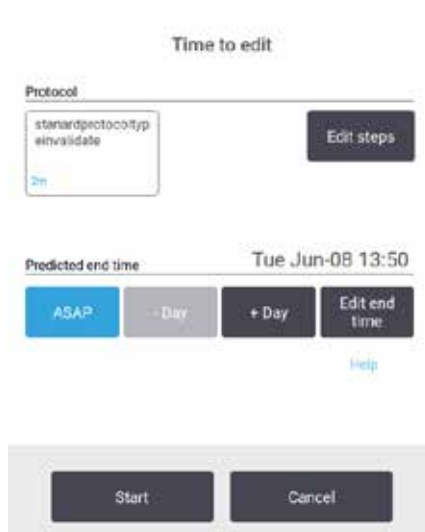 Time to edit
Protocol
stanardprotocoltyp
einvalidate
Edit steps
2m
Predicted end time
Tue Jun-08 13:50
ASAP
- Day
+ Day
Edit end
time
Help
Start
Cancel